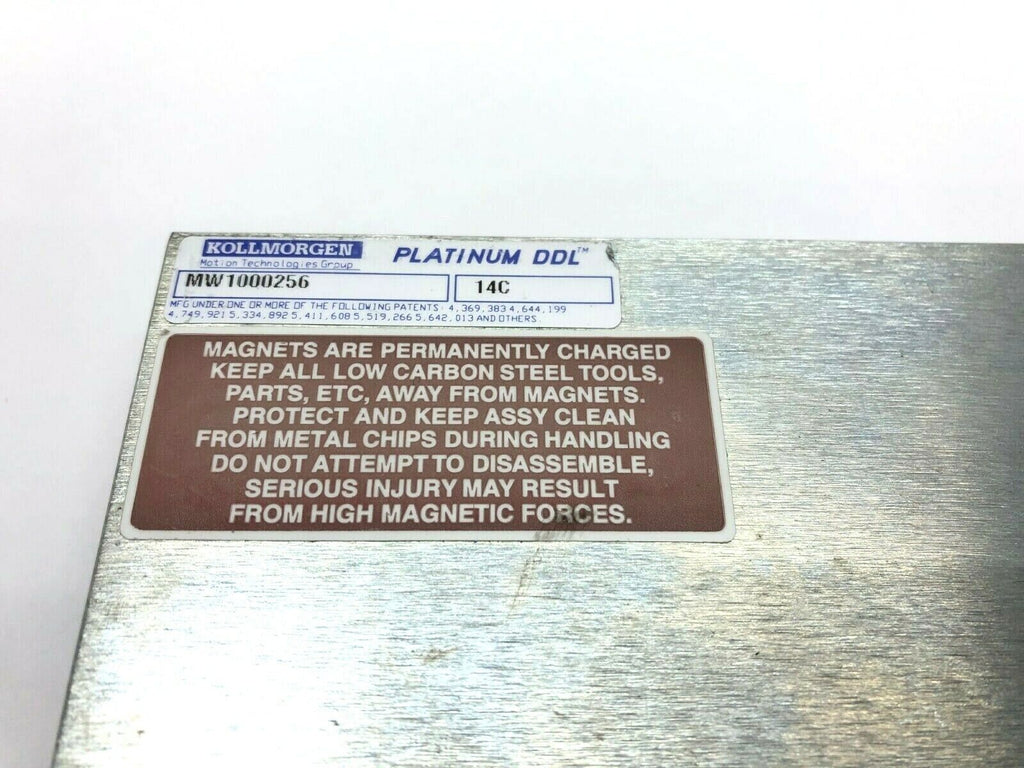 KOLLMORGEN
Motion Technologies Group
PLATINUM DDL™
MW1000256
14C
MFG UNDER ONE OR MORE OF THE FOLLOWING PATENTS : 4,369,383 4,644,199
4,749,921 5,334,892 5,411,608 5,519,266 5,642,013 AND OTHERS.
MAGNETS ARE PERMANENTLY CHARGED
KEEP ALL LOW CARBON STEEL TOOLS,
PARTS, ETC, AWAY FROM MAGNETS.
PROTECT AND KEEP ASSY CLEAN
FROM METAL CHIPS DURING HANDLING
DO NOT ATTEMPT TO DISASSEMBLE,
SERIOUS INJURY MAY RESULT
FROM HIGH MAGNETIC FORCES.